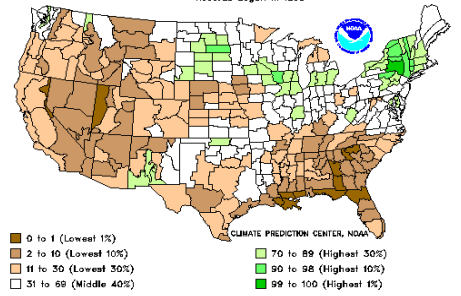 NOAA
CLIMATE PREDICTION CENTER, NOAA
0 to 1 (Lowest 1%)
2 to 10 (Lowest 10%)
11 to 30 (Lowest 30%)
31 to 69 (Middle 40%)
70 to 89 (Highest 30%)
90 to 98 (Highest 10%)
99 to 100 (Highest 1%)